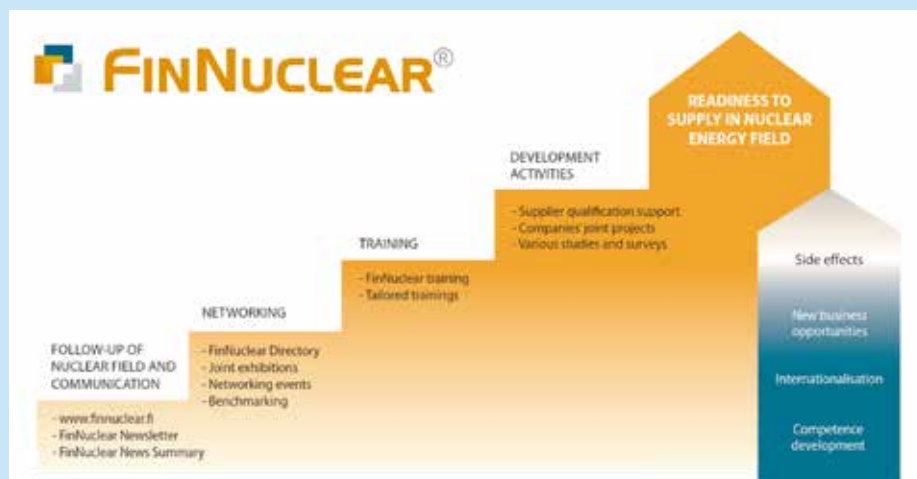 FINNUCLEAR®
READINESS TO
SUPPLY IN NUCLEAR
ENERGY FIELD
DEVELOPMENT
ACTIVITIES
- Supplier qualification support
- Companies' joint projects
- Various studies and surveys
TRAINING
- FinNuclear training
- Tailored trainings
NETWORKING
- FinNuclear Directory
- Joint exhibitions
- Networking events
- Benchmarking
FOLLOW-UP OF
NUCLEAR FIELD AND
COMMUNICATION
- www.finnuclear.fi
- FinNuclear Newsletter
- FinNuclear News Summary
Side effects
New business
opportunities
Internationalisation
Competence
development